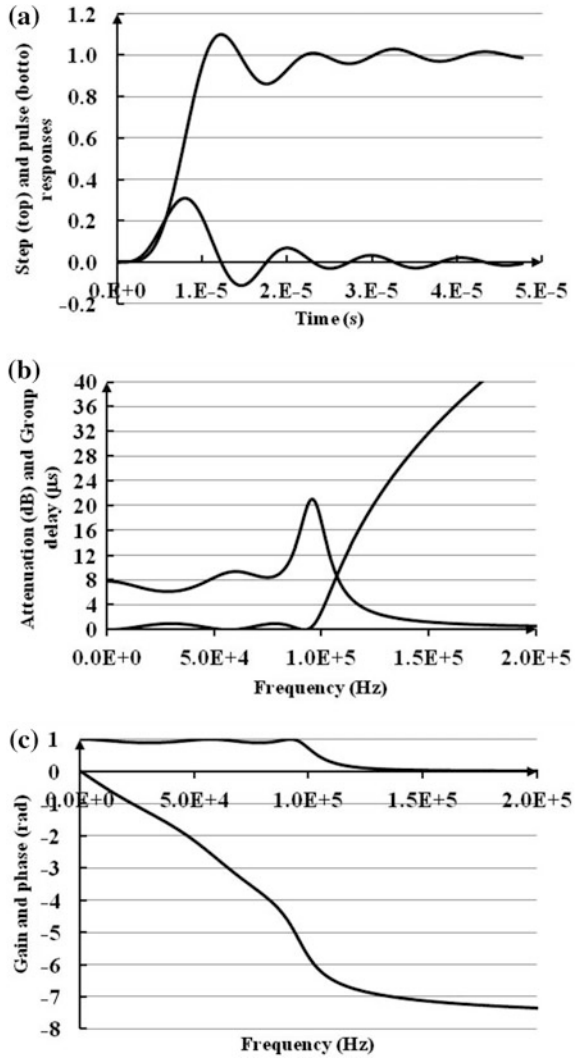 (a)
1.2
1.0
0.8
0.6
0.4
0.2
0.0
-0.2
Step (top) and pulse (botto)
responses
0.E+0
1.E-5
2.E-5
3.E-5
4.E-5
5.E-5
Time (s)
(b)
40
36
32
28
24
20
16
12
8
4
0
Attenuation (dB) and Group
delay (μs)
0.0E+0
5.0E+4
1.0E+5
1.5E+5
2.0E+5
Frequency (Hz)
(c)
1
0
-1
-2
-3
-4
-5
-6
-7
-8
Gain and phase (rad)
0.0E+0
5.0E+4
1.0E+5
1.5E+5
2.0E+5
Frequency (Hz)